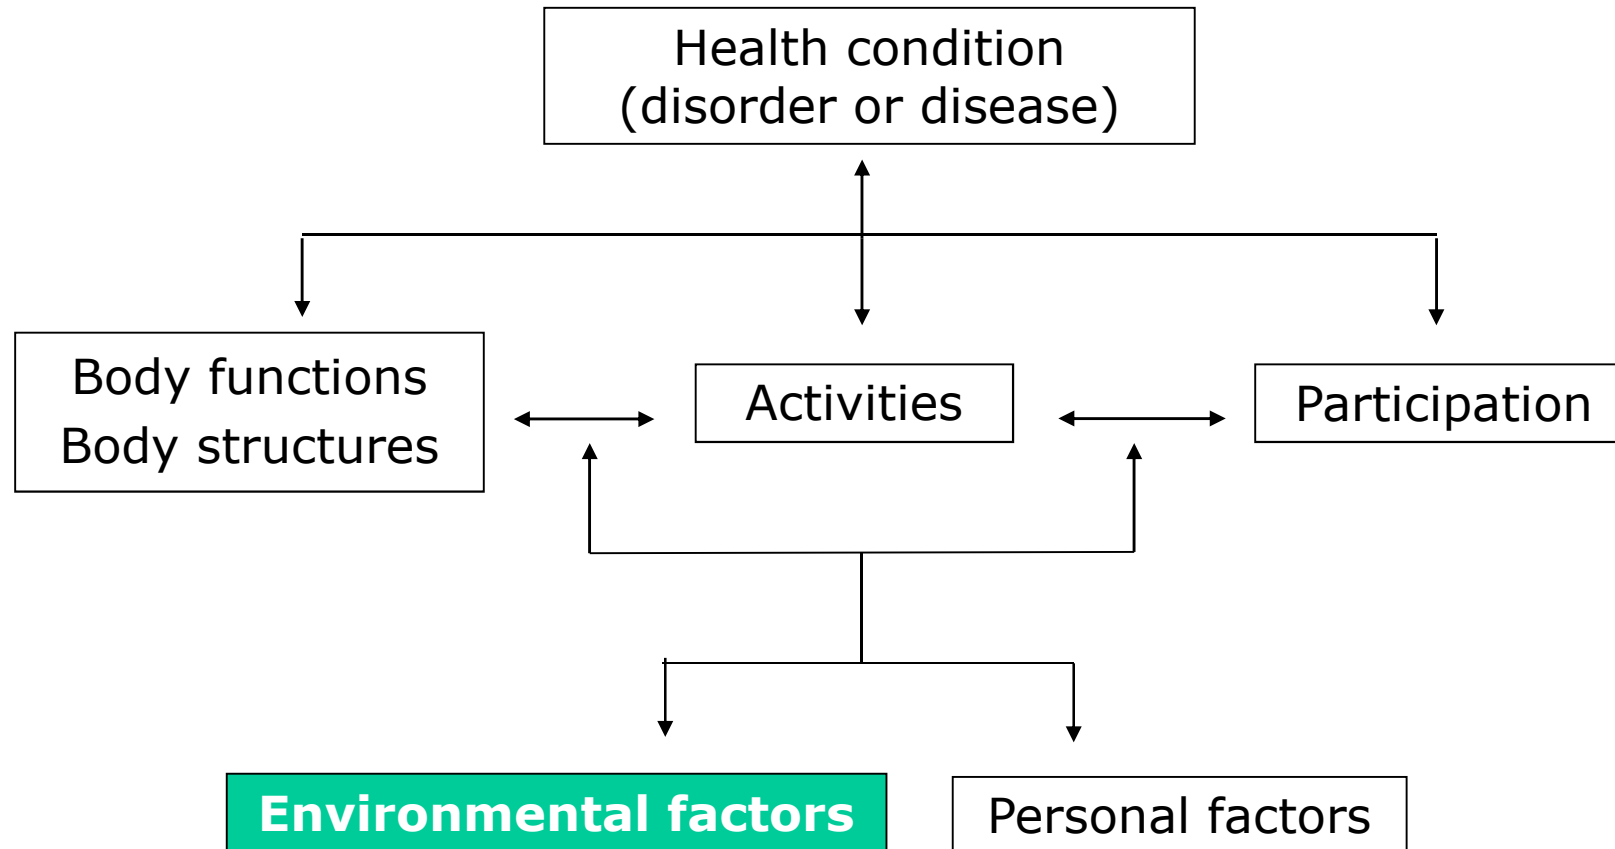 Health condition
(disorder or disease)
Body functions
Body structures
Activities
Participation
Environmental factors
Personal factors